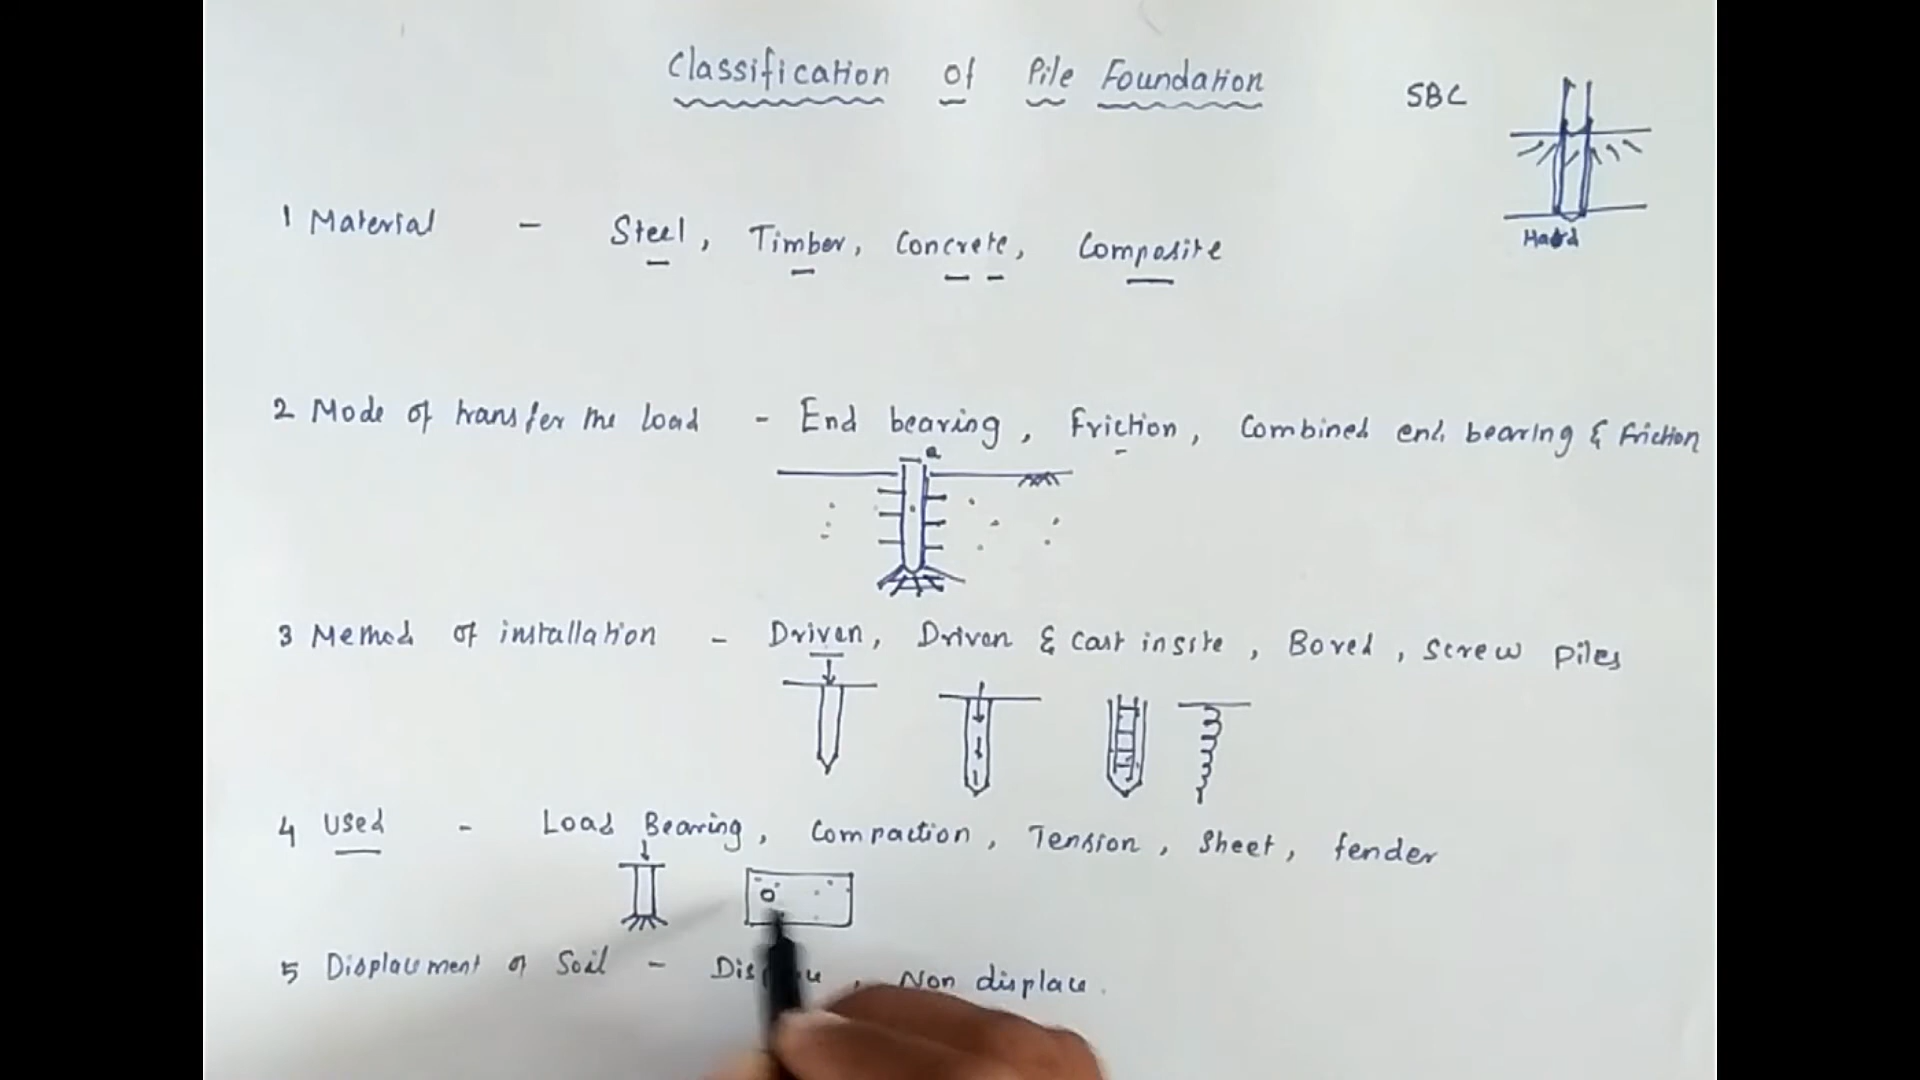 Classification of Pile Foundation
SBC
Hard
1 Material - Steel, Timber, Concrete, Composite
2 Mode of transfer the load - End bearing, Friction, Combined end bearing & Friction
a
3 Method of installation - Driven, Driven & Cast insite, Bored, Screw Piles
4 Used - Load Bearing, Compaction, Tension, Sheet, fender
5 Displacement of Soil - Displace, Non displace.